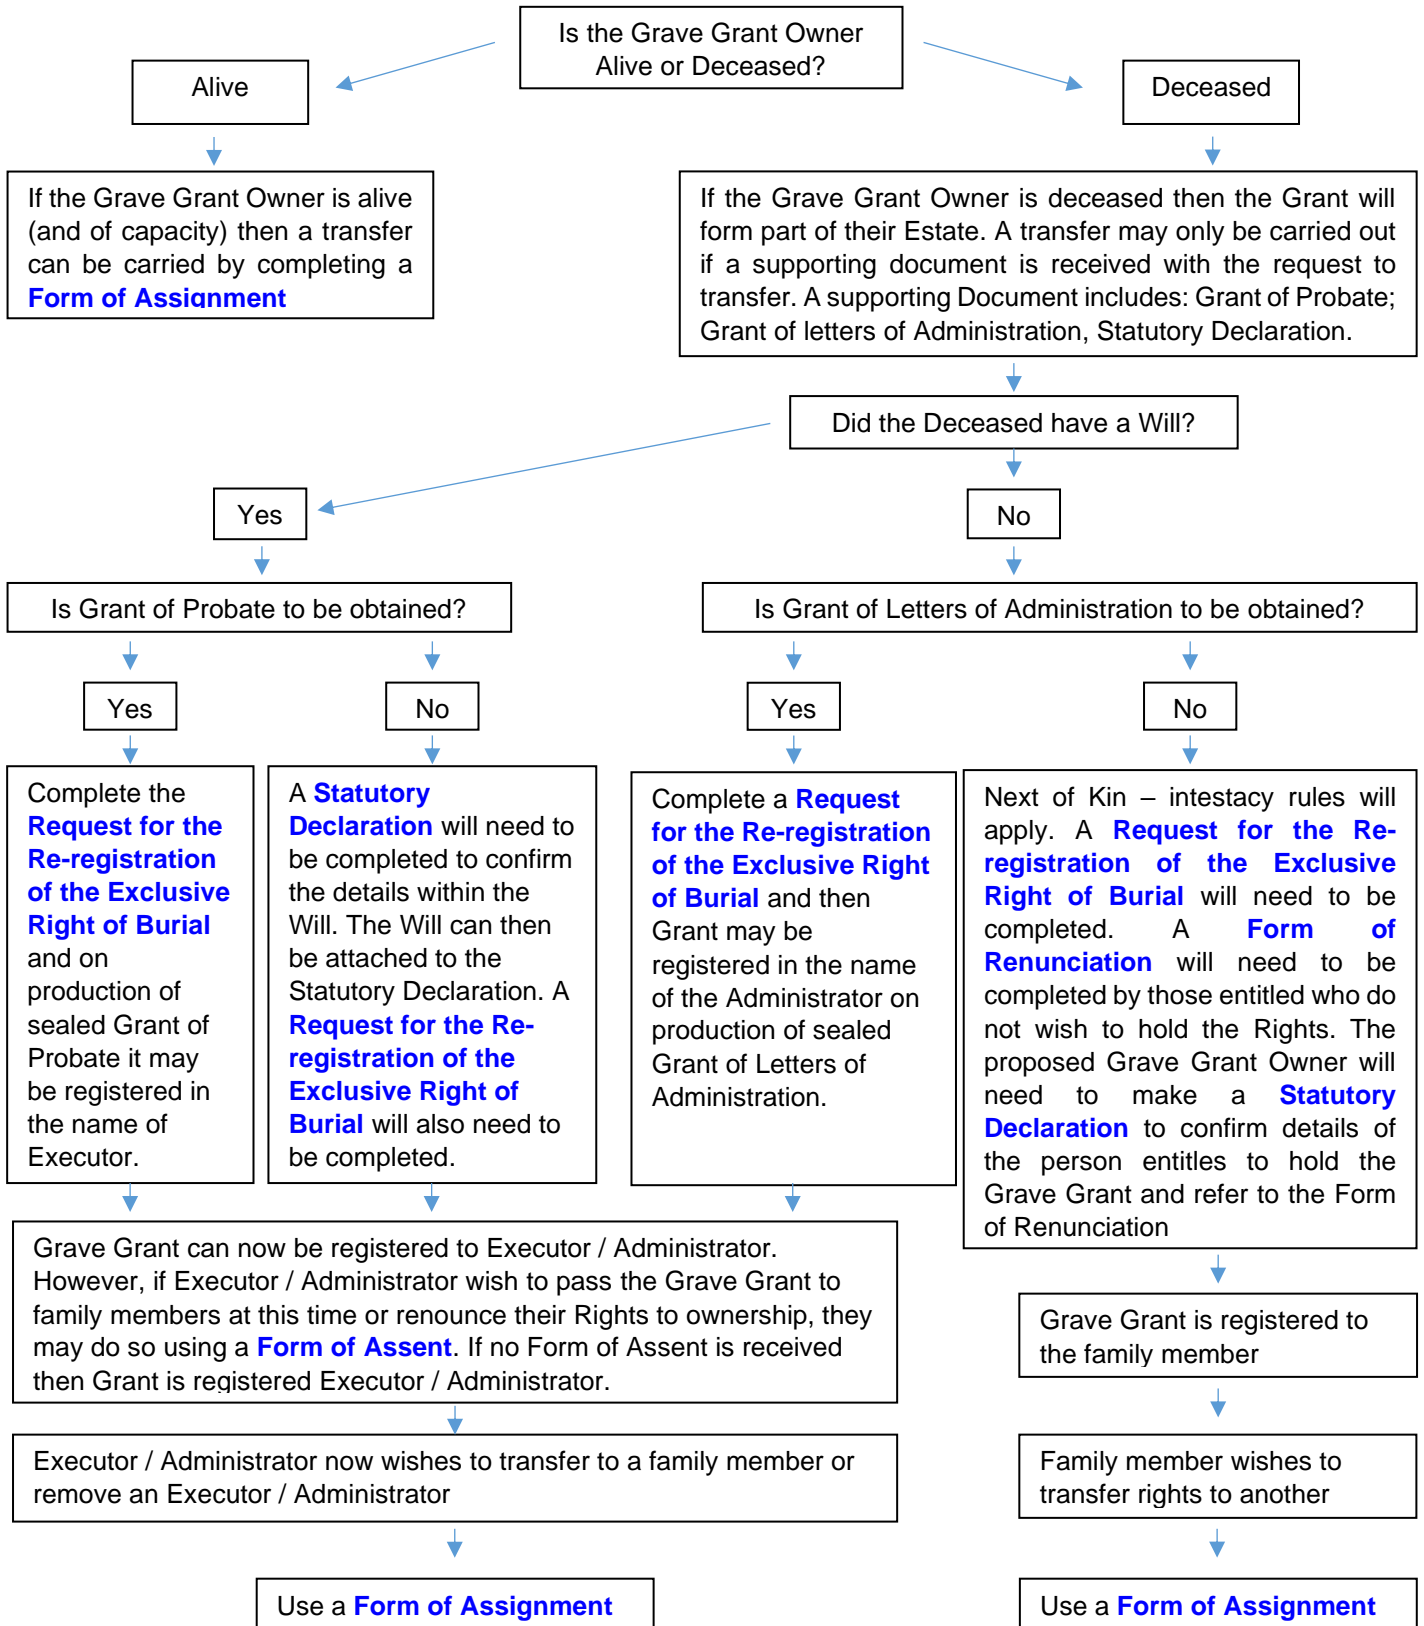 Is the Grave Grant Owner
Alive or Deceased?
Alive
Deceased
If the Grave Grant Owner is alive
(and of capacity) then a transfer
can be carried by completing a
Form of Assignment
If the Grave Grant Owner is deceased then the Grant will
form part of their Estate. A transfer may only be carried out
if a supporting document is received with the request to
transfer. A supporting Document includes: Grant of Probate;
Grant of letters of Administration, Statutory Declaration.
Did the Deceased have a Will?
Yes
No
Is Grant of Probate to be obtained?
Is Grant of Letters of Administration to be obtained?
Yes
No
Yes
No
Complete the
Request for the
Re-registration
of the Exclusive
Right of Burial
and on
production of
sealed Grant of
Probate it may
be registered in
the name of
Executor.
A Statutory
Declaration will need to
be completed to confirm
the details within the
Will. The Will can then
be attached to the
Statutory Declaration. A
Request for the Re-
registration of the
Exclusive Right of
Burial will also need to
be completed.
Complete a Request
for the Re-registration
of the Exclusive Right
of Burial and then
Grant may be
registered in the name
of the Administrator on
production of sealed
Grant of Letters of
Administration.
Next of Kin – intestacy rules will
apply. A Request for the Re-
registration of the Exclusive
Right of Burial will need to be
completed. A Form of
Renunciation will need to be
completed by those entitled who do
not wish to hold the Rights. The
proposed Grave Grant Owner will
need to make a Statutory
Declaration to confirm details of
the person entitles to hold the
Grave Grant and refer to the Form
of Renunciation
Grave Grant can now be registered to Executor / Administrator.
However, if Executor / Administrator wish to pass the Grave Grant to
family members at this time or renounce their Rights to ownership, they
may do so using a Form of Assent. If no Form of Assent is received
then Grant is registered Executor / Administrator.
Grave Grant is registered to
the family member
Executor / Administrator now wishes to transfer to a family member or
remove an Executor / Administrator
Family member wishes to
transfer rights to another
Use a Form of Assignment
Use a Form of Assignment